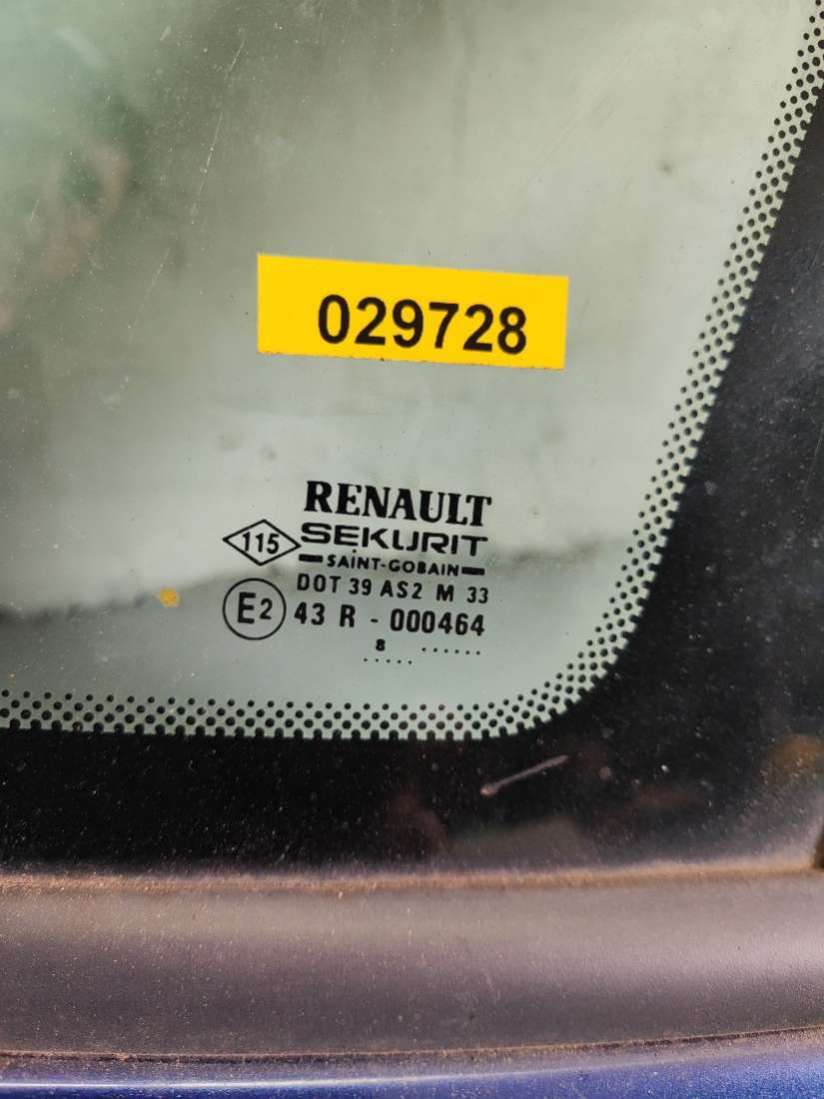 029728
RENAULT
115 SEKURIT
SAINT-GOBAIN
DOT 39 AS2 M 33
E2 43 R - 000464
8 ......
.....